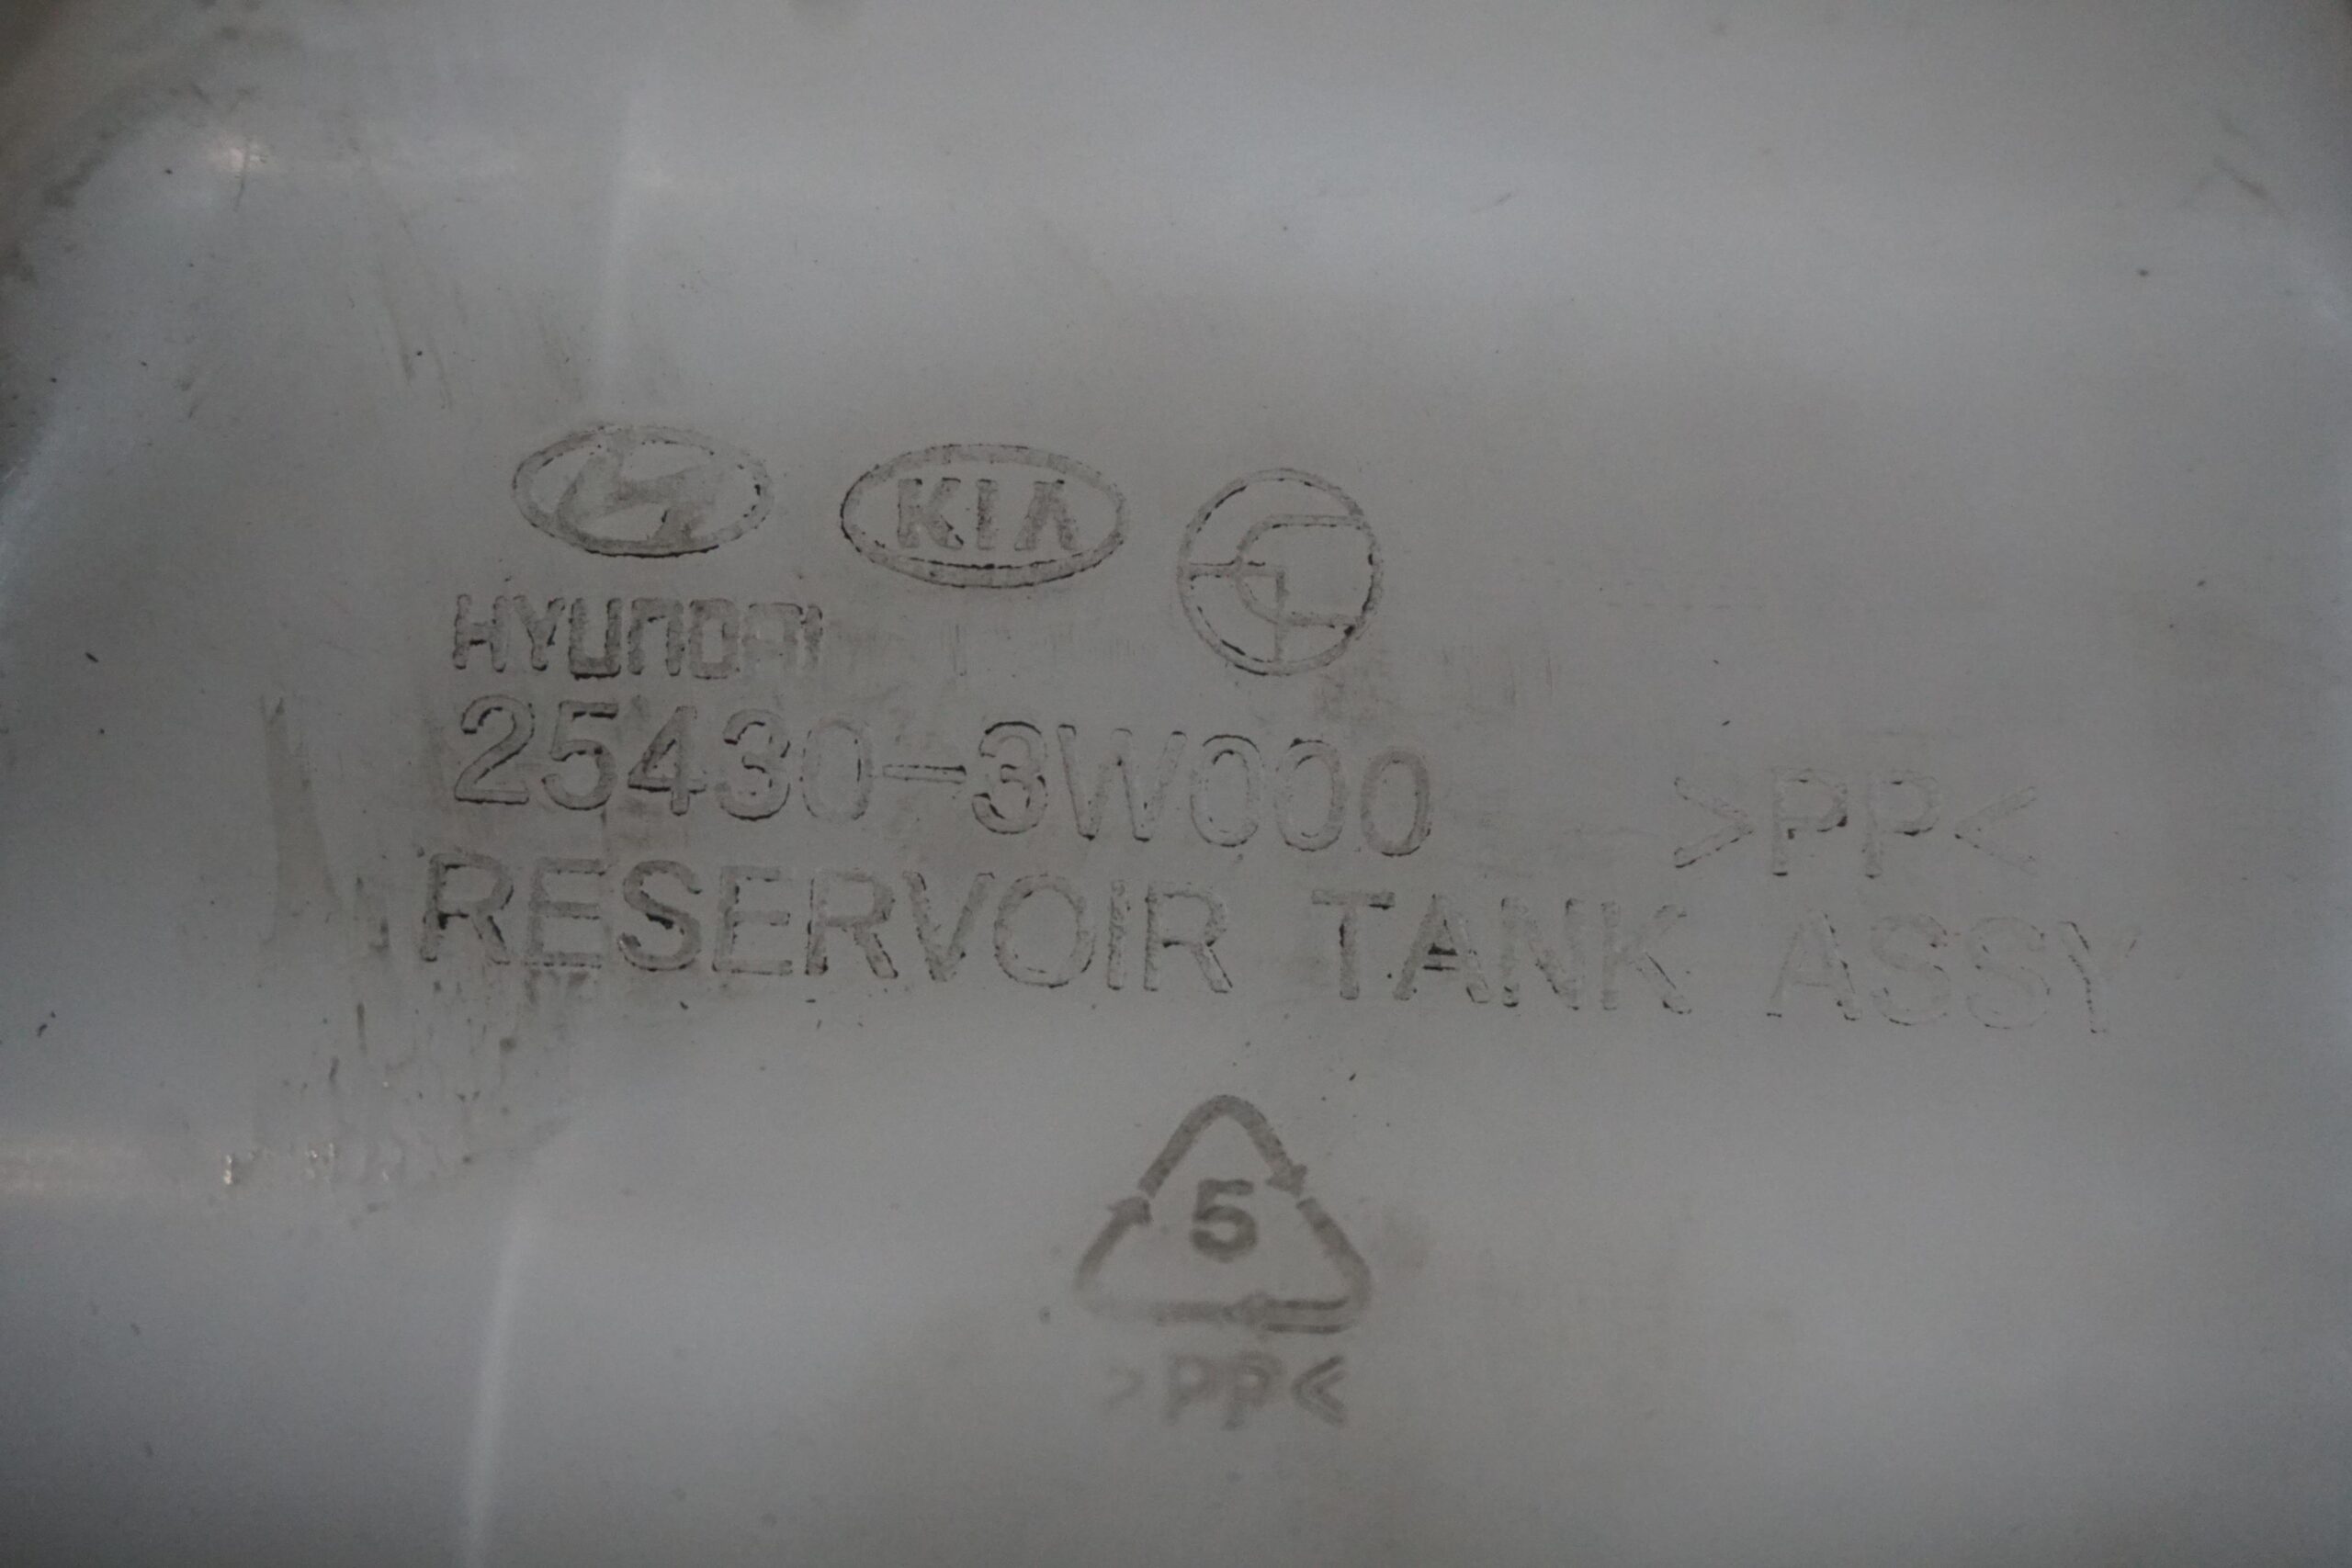 KIA
HYUNDAI
25430-3W000 >PP<
RESERVOIR TANK ASSY
5
>PP<